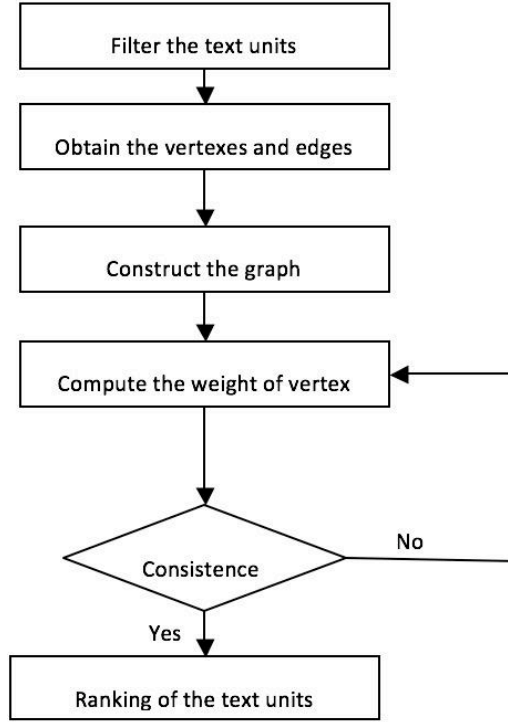 Filter the text units
Obtain the vertexes and edges
Construct the graph
Compute the weight of vertex
Consistence
No
Yes
Ranking of the text units